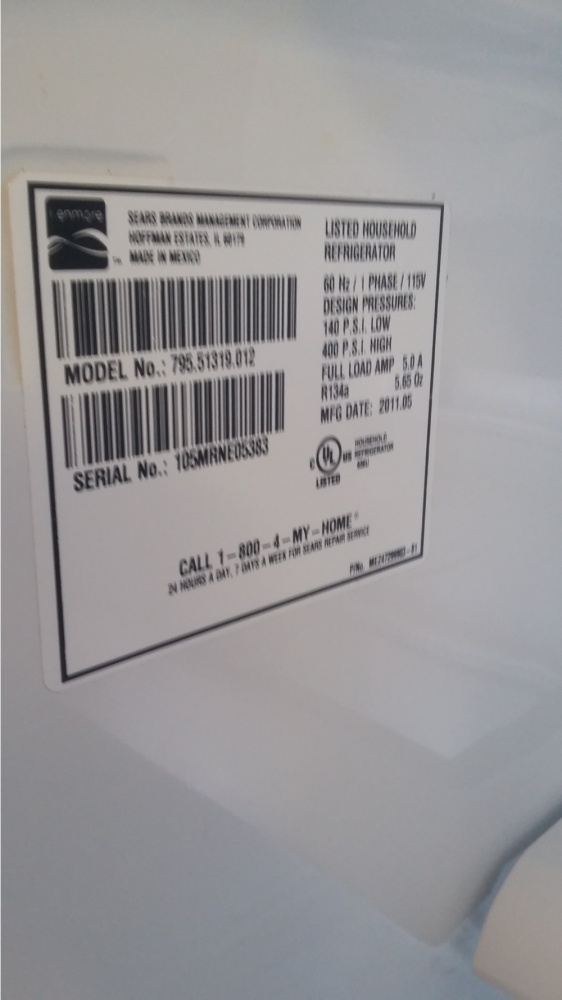 Kenmore
SEARS BRANDS MANAGEMENT CORPORATION
HOFFMAN ESTATES, IL 60179
MADE IN MEXICO
MODEL No.: 795.51319.012
SERIAL No.: 105MRNE05383
LISTED HOUSEHOLD
REFRIGERATOR
60 Hz / 1 PHASE / 115V
DESIGN PRESSURES:
140 P.S.I. LOW
400 P.S.I. HIGH
FULL LOAD AMP 5.0 A
R134a 5.65 Oz
MFG DATE: 2011.05
C UL US
LISTED
HOUSEHOLD
REFRIGERATOR
CALL 1-800-4-MY-HOME®
24 HOURS A DAY, 7 DAYS A WEEK FOR SEARS REPAIR SERVICE
P/No.